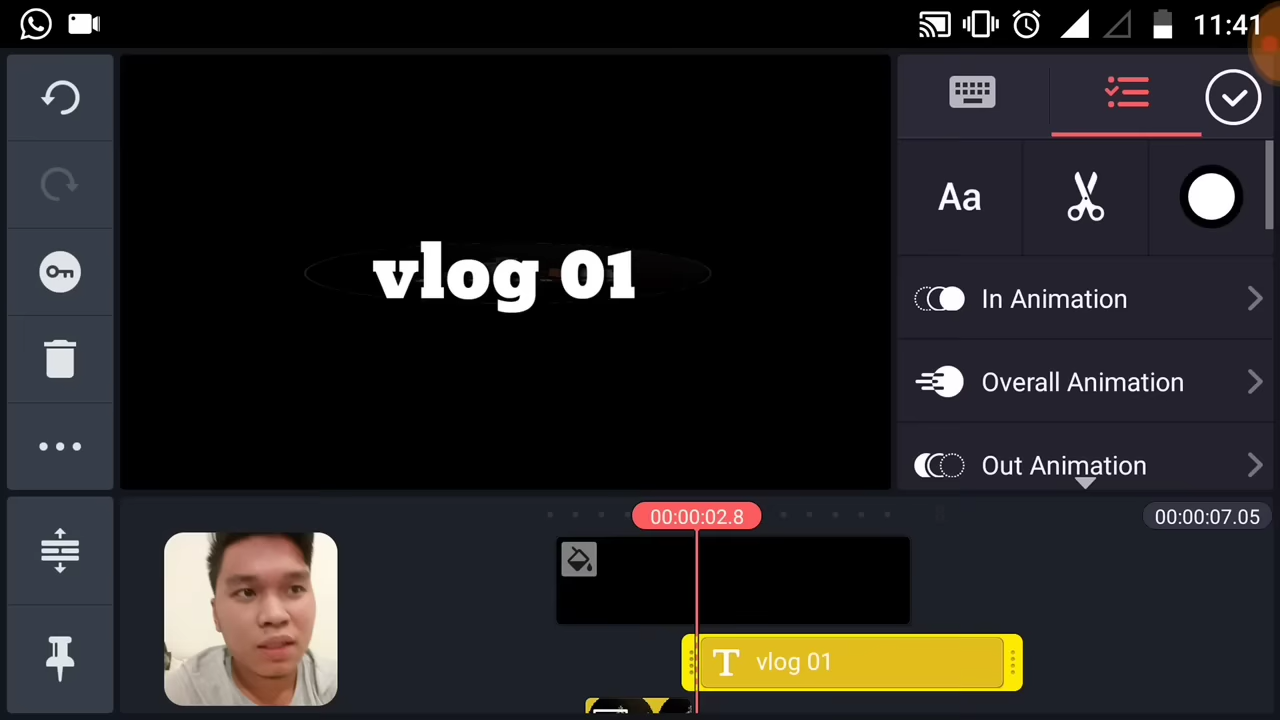 11:41
Aa
vlog 01
In Animation
Overall Animation
Out Animation
00:00:02.8
00:00:07.05
T vlog 01